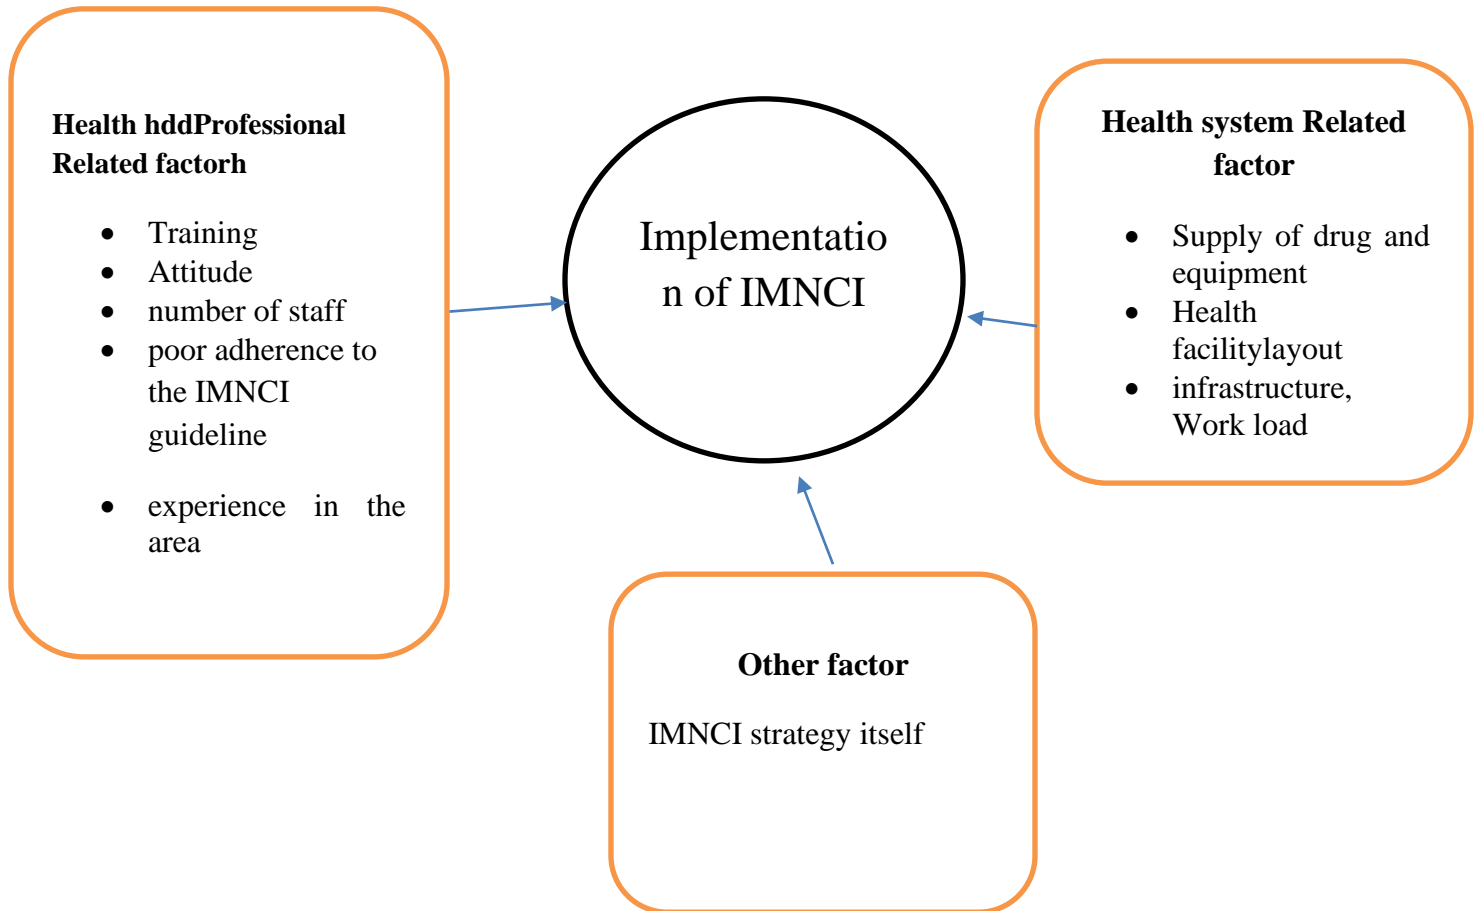 Health hddProfessional
Related factorh
• Training
• Attitude
• number of staff
• poor adherence to
the IMNCI
guideline
• experience in the
area
Implementatio
n of IMNCI
Health system Related
factor
• Supply of drug and
equipment
• Health
facilitylayout
• infrastructure,
Work load
Other factor
IMNCI strategy itself